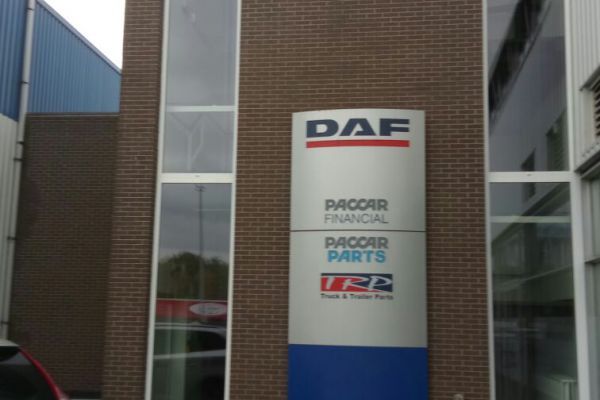 DAF
PACCAR
FINANCIAL
PACCAR
PARTS
TRP
Truck & Trailer Parts